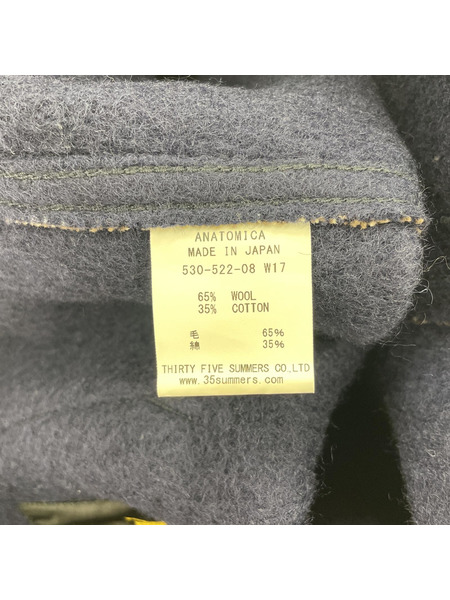 ANATOMICA
MADE IN JAPAN
530-522-08 W17
65% WOOL
35% COTTON
毛 65%
綿 35%
THIRTY FIVE SUMMERS CO.,LTD
www.35summers.com